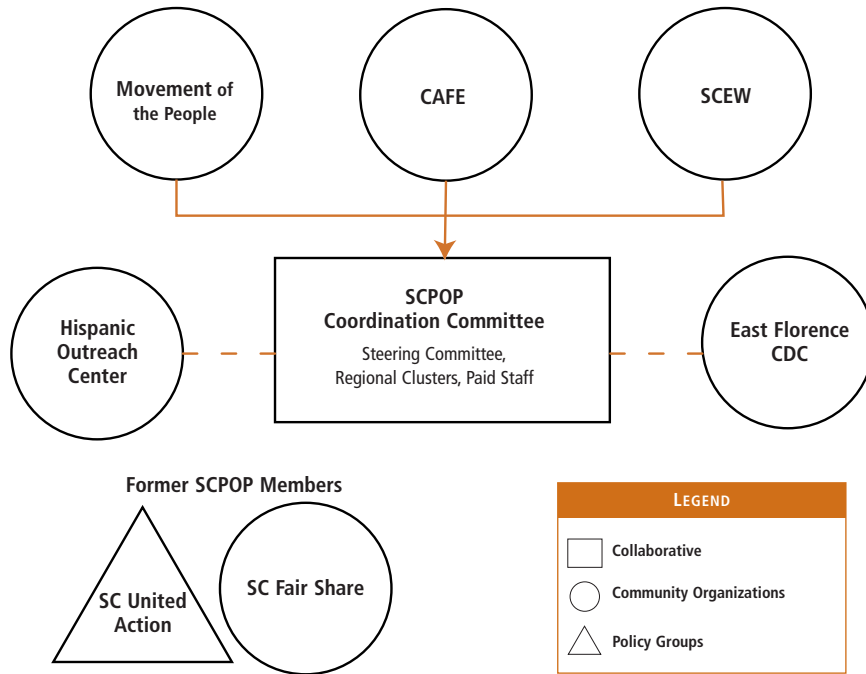 Movement of
the People
CAFE
SCEW
SCPOP
Coordination Committee
Steering Committee,
Regional Clusters, Paid Staff
Hispanic
Outreach
Center
East Florence
CDC
Former SCPOP Members
SC United
Action
SC Fair Share
LEGEND
Collaborative
Community Organizations
Policy Groups